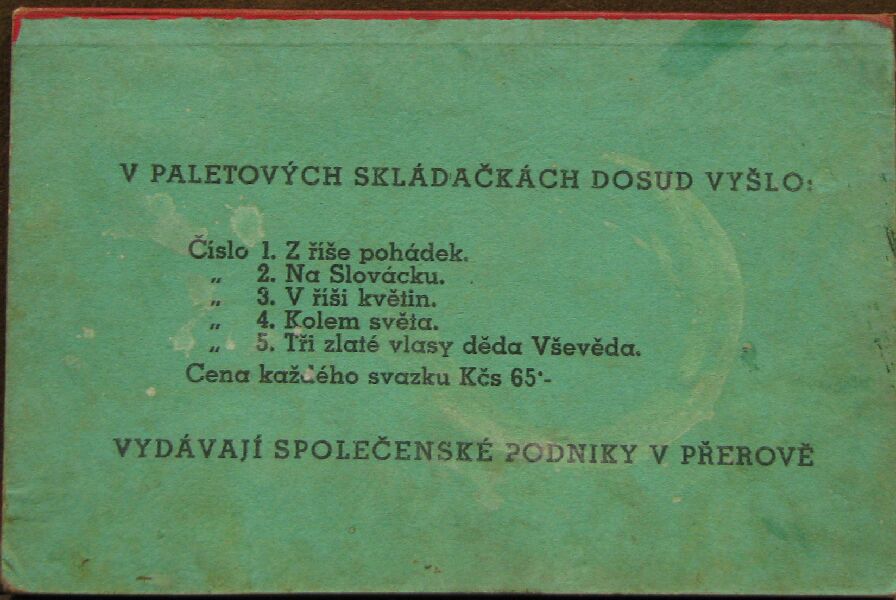 V PALETOVÝCH SKLÁDAČKÁCH DOSUD VYŠLO:
Číslo 1. Z říše pohádek.
„ 2. Na Slovácku.
„ 3. V říši květin.
„ 4. Kolem světa.
„ 5. Tři zlaté vlasy děda Vševěda.
Cena každého svazku Kčs 65·-
VYDÁVAJÍ SPOLEČENSKÉ PODNIKY V PŘEROVĚ